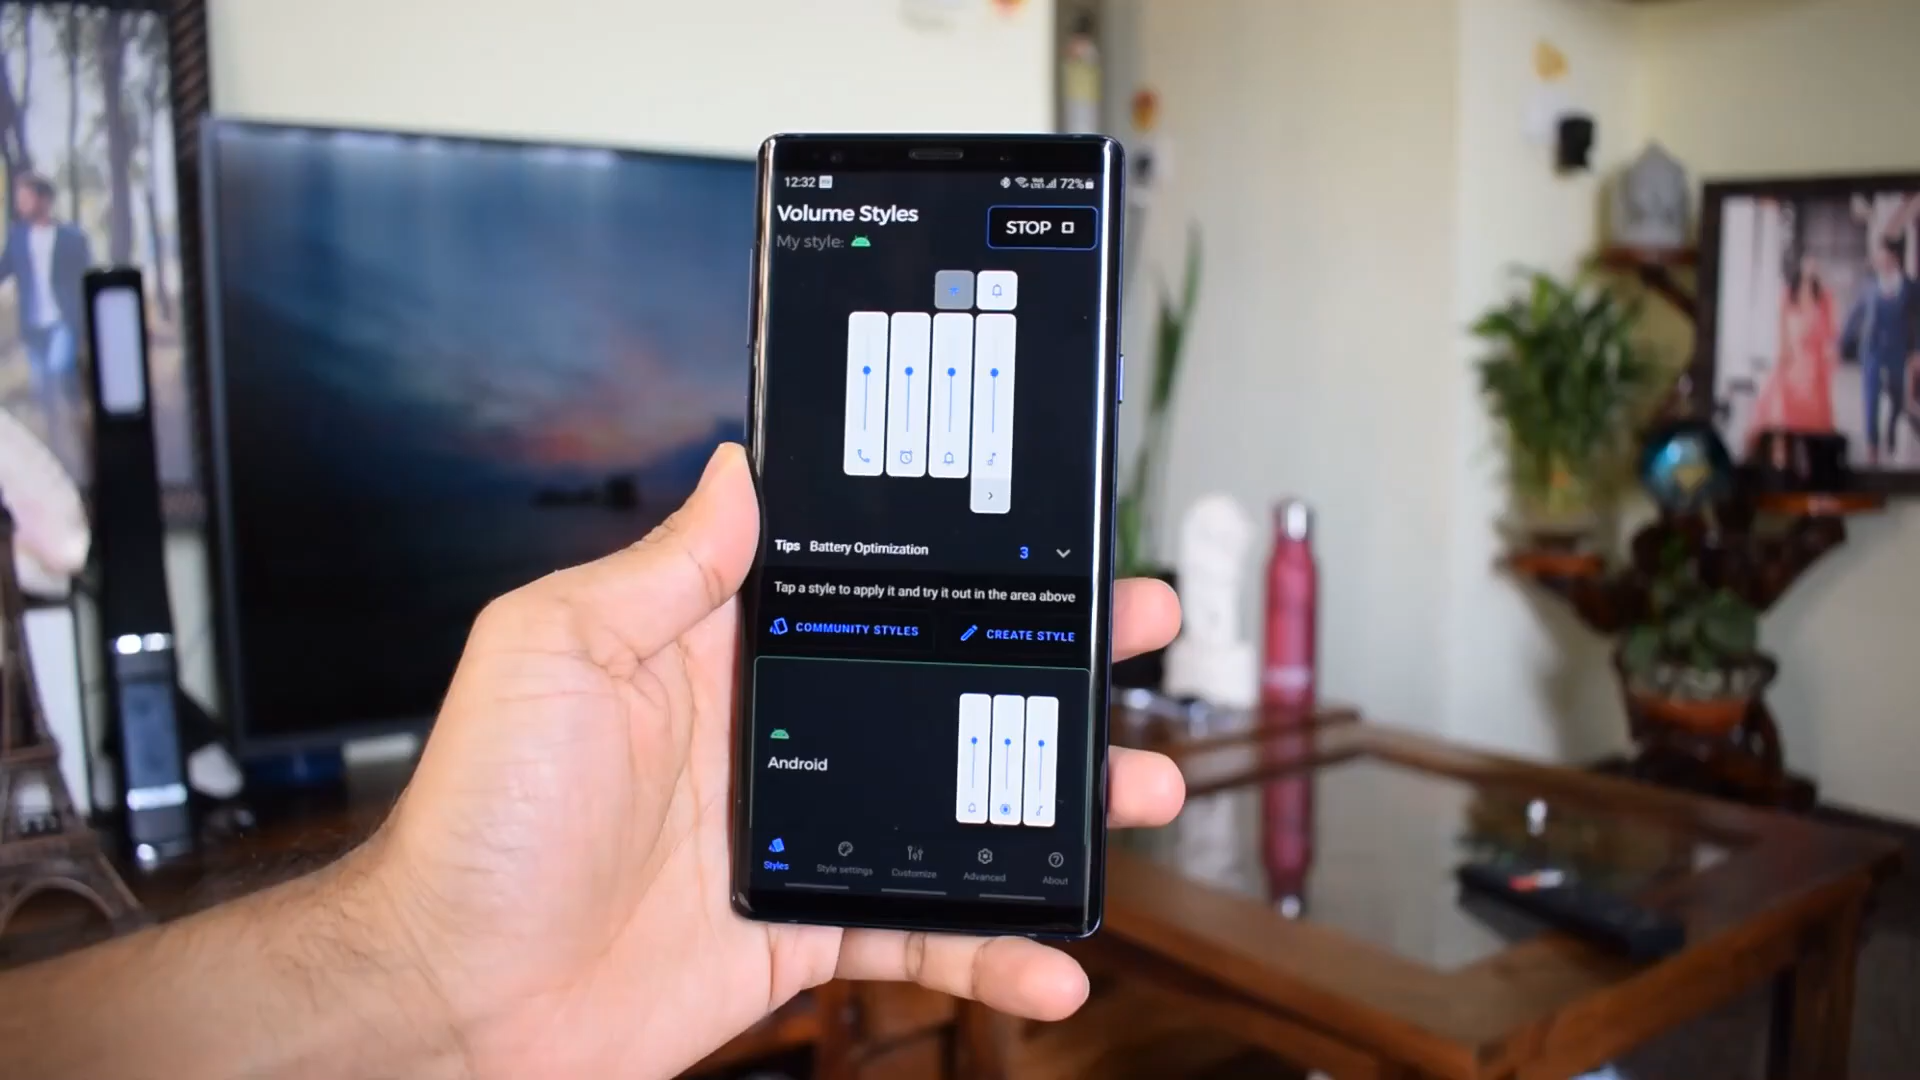 12:32
72%
Volume Styles
STOP
My style:
Tips Battery Optimization 3
Tap a style to apply it and try it out in the area above
COMMUNITY STYLES
CREATE STYLE
Android
Styles
Style settings
Customize
Advanced
About